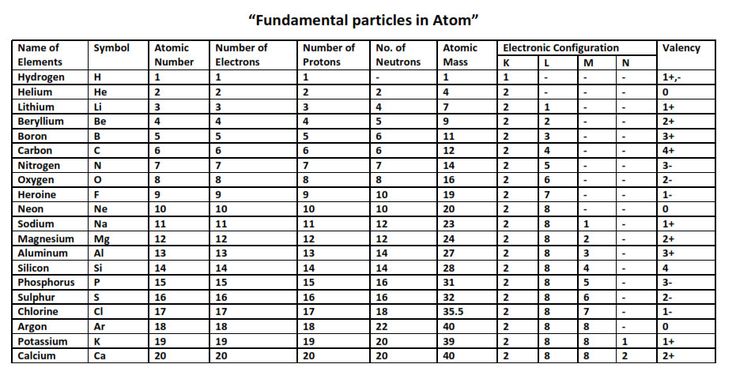 “Fundamental particles in Atom”
Name of Elements Symbol Atomic Number Number of Electrons Number of Protons No. of Neutrons Atomic Mass Electronic Configuration Valency
K L M N
Hydrogen H 1 1 1 - 1 1 - - - 1+,-
Helium He 2 2 2 2 4 2 - - - 0
Lithium Li 3 3 3 4 7 2 1 - - 1+
Beryllium Be 4 4 4 5 9 2 2 - - 2+
Boron B 5 5 5 6 11 2 3 - - 3+
Carbon C 6 6 6 6 12 2 4 - - 4+
Nitrogen N 7 7 7 7 14 2 5 - - 3-
Oxygen O 8 8 8 8 16 2 6 - - 2-
Heroine F 9 9 9 10 19 2 7 - - 1-
Neon Ne 10 10 10 10 20 2 8 - - 0
Sodium Na 11 11 11 12 23 2 8 1 - 1+
Magnesium Mg 12 12 12 12 24 2 8 2 - 2+
Aluminum Al 13 13 13 14 27 2 8 3 - 3+
Silicon Si 14 14 14 14 28 2 8 4 - 4
Phosphorus P 15 15 15 16 31 2 8 5 - 3-
Sulphur S 16 16 16 16 32 2 8 6 - 2-
Chlorine Cl 17 17 17 18 35.5 2 8 7 - 1-
Argon Ar 18 18 18 22 40 2 8 8 - 0
Potassium K 19 19 19 20 39 2 8 8 1 1+
Calcium Ca 20 20 20 20 40 2 8 8 2 2+